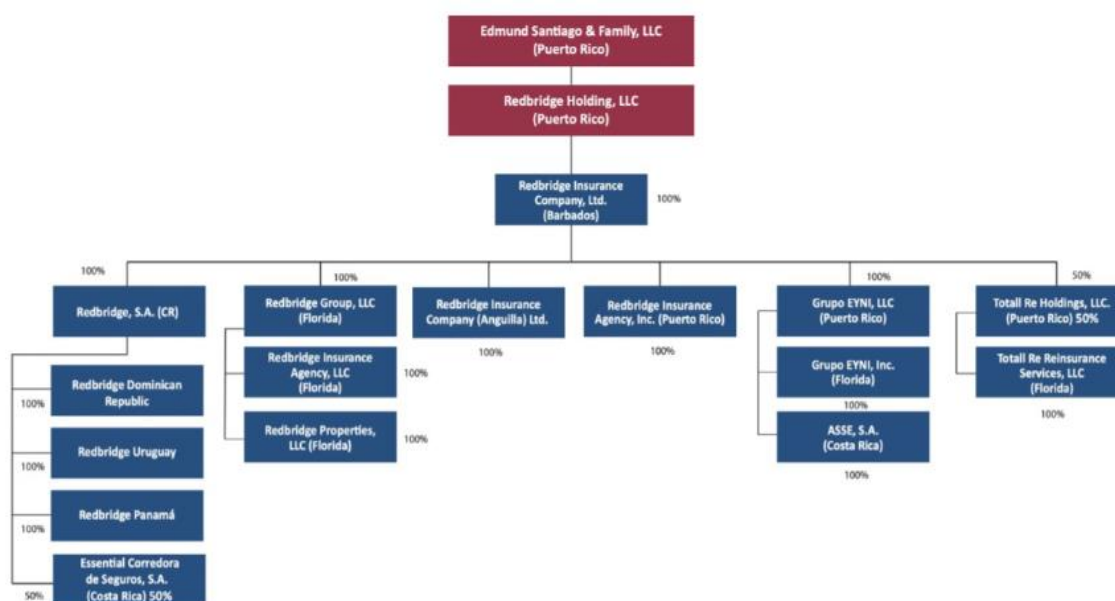 Edmund Santiago & Family, LLC
(Puerto Rico)
Redbridge Holding, LLC
(Puerto Rico)
Redbridge Insurance
Company, Ltd.
(Barbados)
100%
100%
100%
100%
50%
Redbridge, S.A. (CR)
Redbridge Group, LLC
(Florida)
Redbridge Insurance
Company (Anguilla) Ltd.
100%
Redbridge Insurance
Agency, Inc. (Puerto Rico)
100%
Grupo EYNI, LLC
(Puerto Rico)
Totall Re Holdings, LLC.
(Puerto Rico) 50%
Redbridge Dominican
Republic
100%
Redbridge Uruguay
100%
Redbridge Panamá
100%
Essential Corredora
de Seguros, S.A.
(Costa Rica) 50%
50%
Redbridge Insurance
Agency, LLC
(Florida)
100%
Redbridge Properties,
LLC (Florida)
100%
Grupo EYNI, Inc.
(Florida)
100%
ASSE, S.A.
(Costa Rica)
100%
Totall Re Reinsurance
Services, LLC
(Florida)
100%